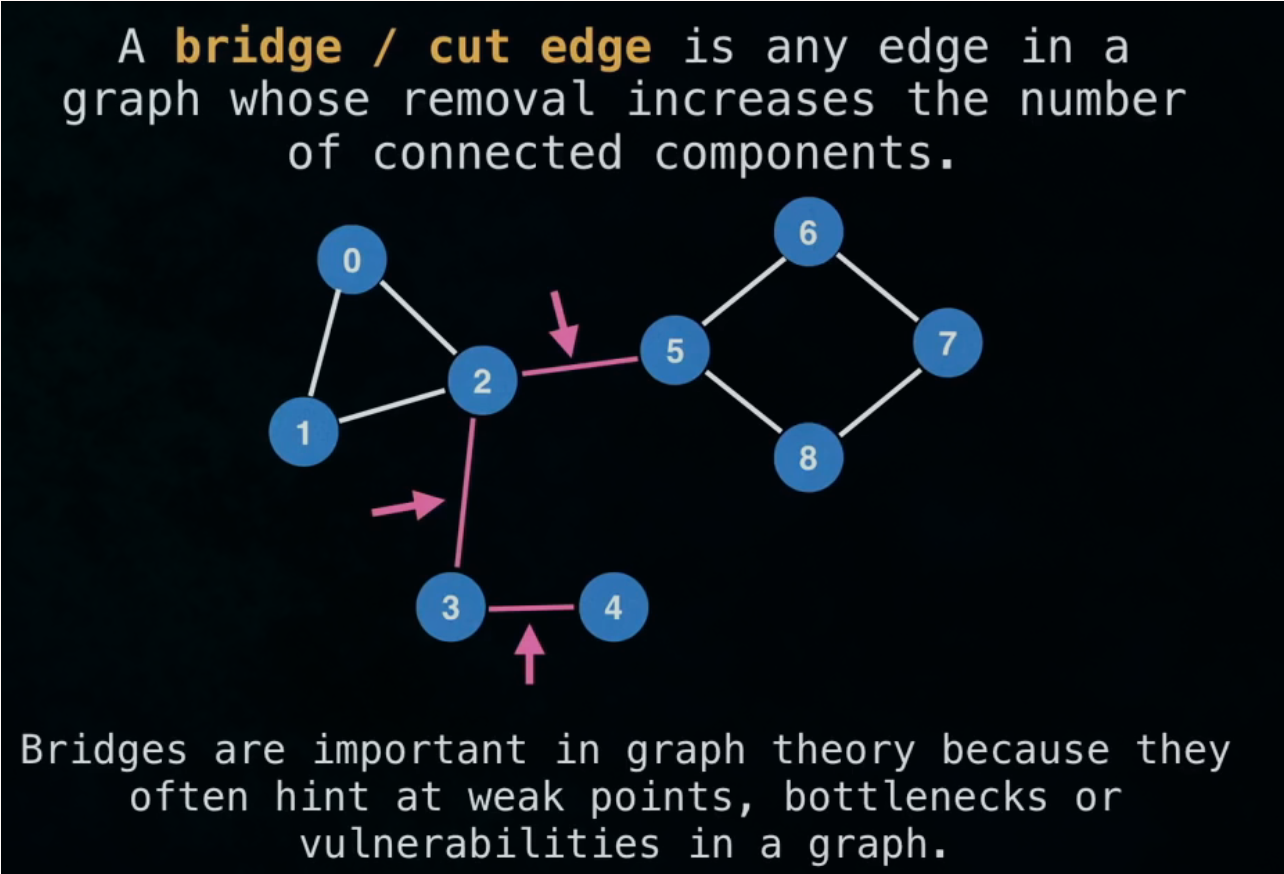 A bridge / cut edge is any edge in a
graph whose removal increases the number
of connected components.
0
6
5
7
2
1
8
3
4
Bridges are important in graph theory because they
often hint at weak points, bottlenecks or
vulnerabilities in a graph.